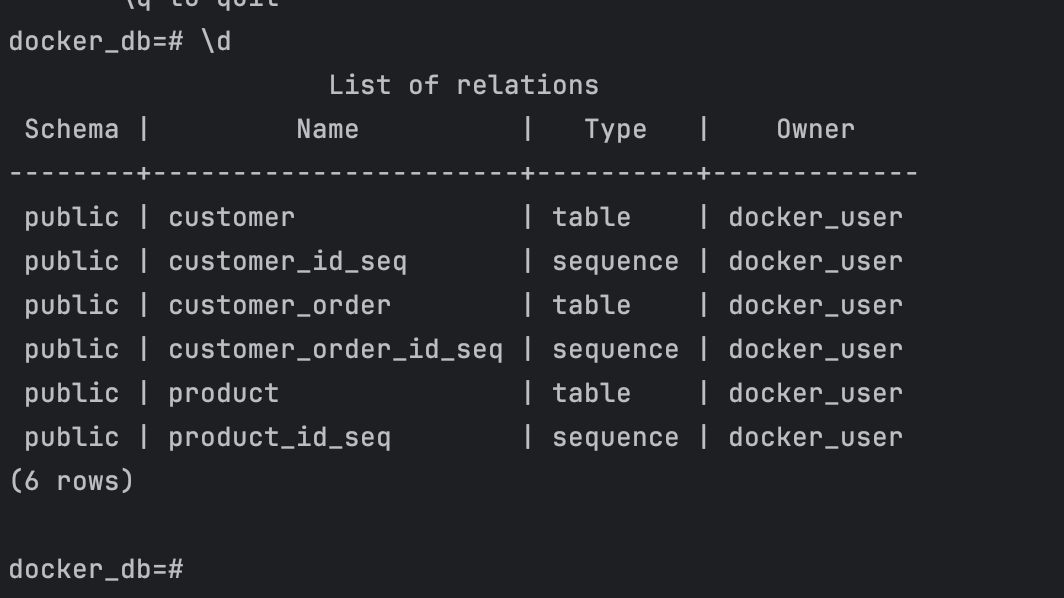 \q to quit
docker_db=# \d
List of relations
Schema | Name | Type | Owner
--------+-----------------------+----------+-------------
public | customer | table | docker_user
public | customer_id_seq | sequence | docker_user
public | customer_order | table | docker_user
public | customer_order_id_seq | sequence | docker_user
public | product | table | docker_user
public | product_id_seq | sequence | docker_user
(6 rows)
docker_db=#